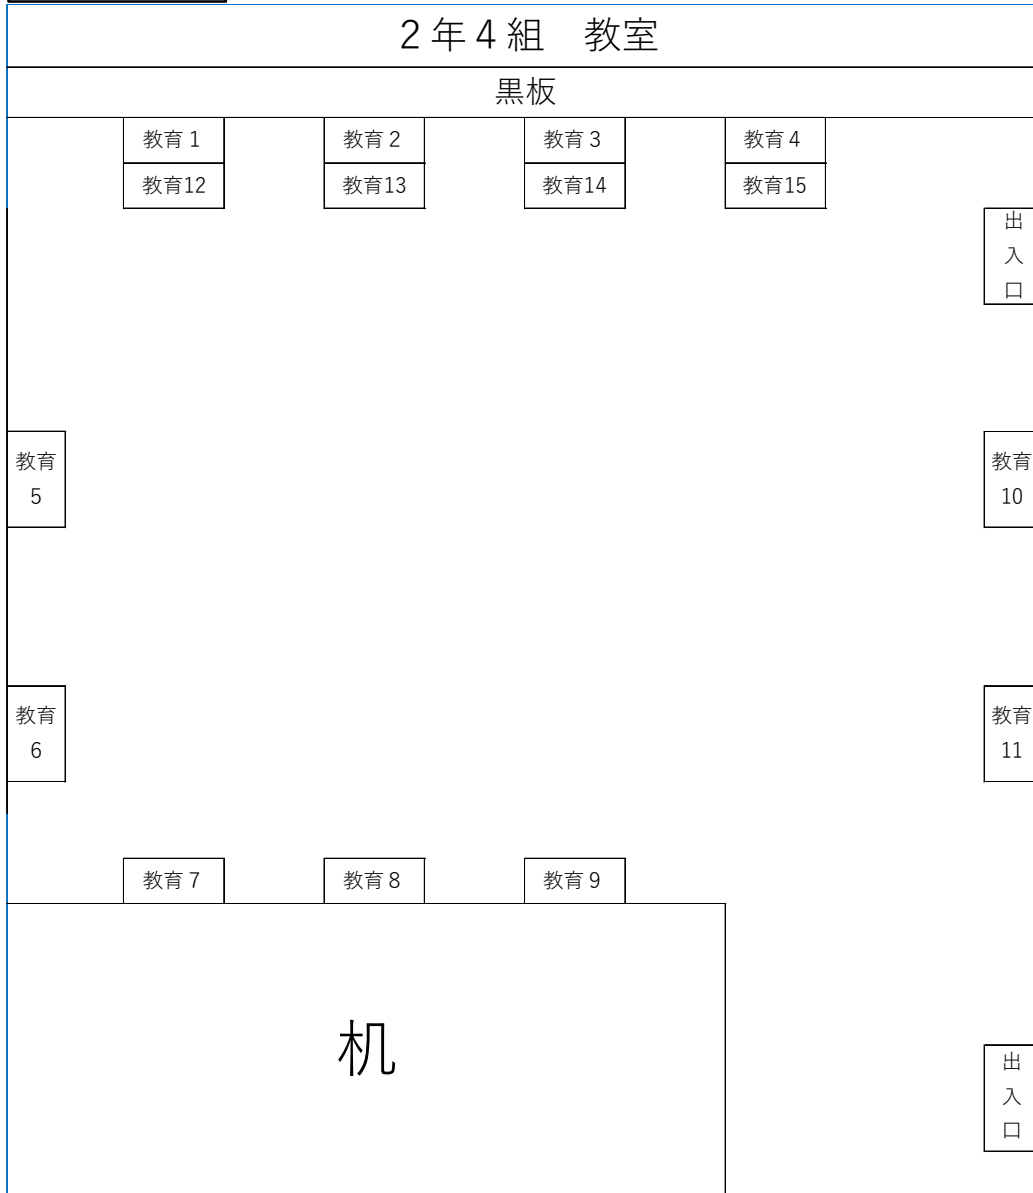 ２年４組　教室
黒板
教育１
教育２
教育３
教育４
教育12
教育13
教育14
教育15
出
入
口
教育
5
教育
10
教育
6
教育
11
教育７
教育８
教育９
机
出
入
口